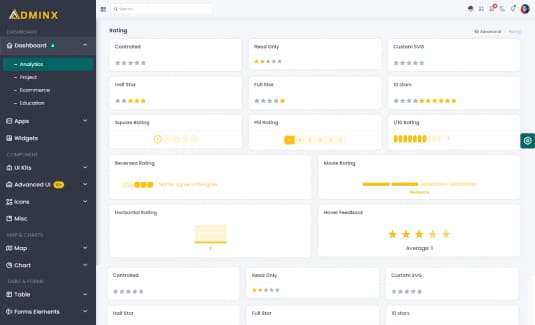 ADMINX
Search
DASHBOARD
Dashboard 4
Analytics
Project
Ecommerce
Education
Apps
Widgets
COMPONENT
UI Kits
Advanced UI
Icons
Misc
MAP & CHARTS
Map
Chart
TABLE & FORMS
Table
Forms Elements
Rating
Advance UI Rating
Controlled
Read Only
Custom SVG
Half Star
Full Star
10 stars
Square Rating
Pill Rating
1/10 Rating
Reversed Rating
Movie Rating
Neither Agree or Disagree
Mediocre
Horizontal Rating
Hover Feedback
1
Average: 1
Controlled
Read Only
Custom SVG
Half Star
Full Star
10 stars